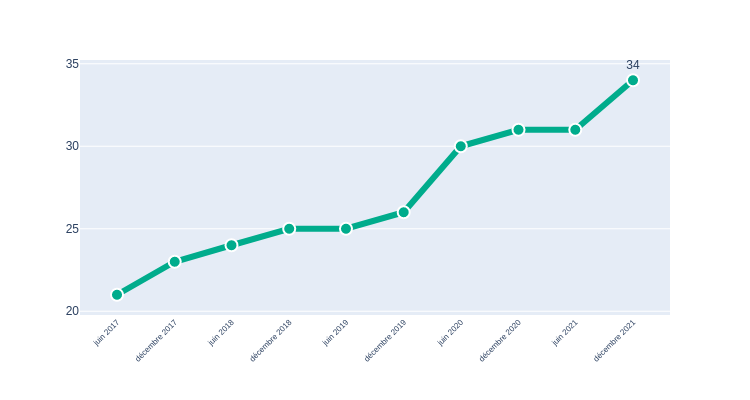 34
35
30
25
20
juin 2017
décembre 2017
juin 2018
décembre 2018
juin 2019
décembre 2019
juin 2020
décembre 2020
juin 2021
décembre 2021